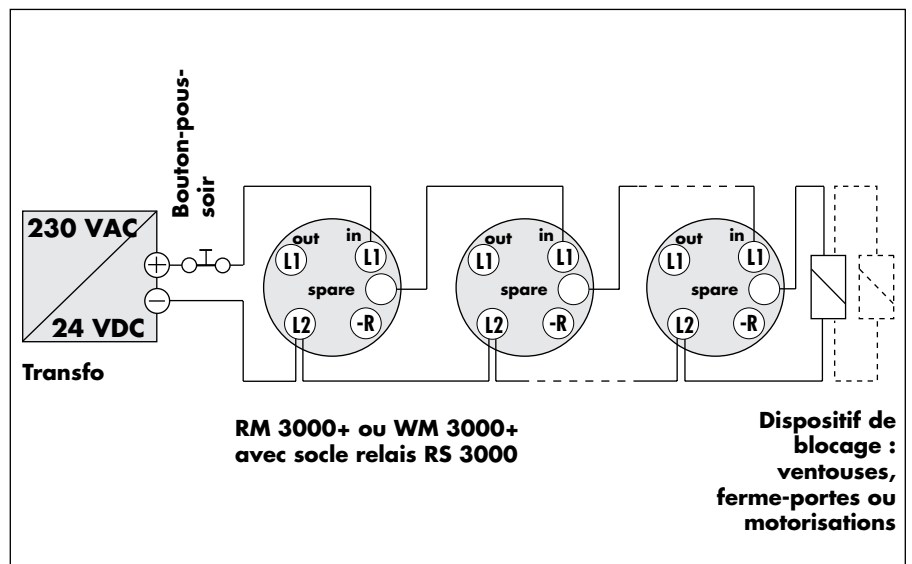 Bouton-pous-
soir
230 VAC
24 VDC
+
−
Transfo
out
in
L1
L1
spare
L2
-R
out
in
L1
L1
spare
L2
-R
out
in
L1
L1
spare
L2
-R
RM 3000+ ou WM 3000+
avec socle relais RS 3000
Dispositif de
blocage :
ventouses,
ferme-portes ou
motorisations